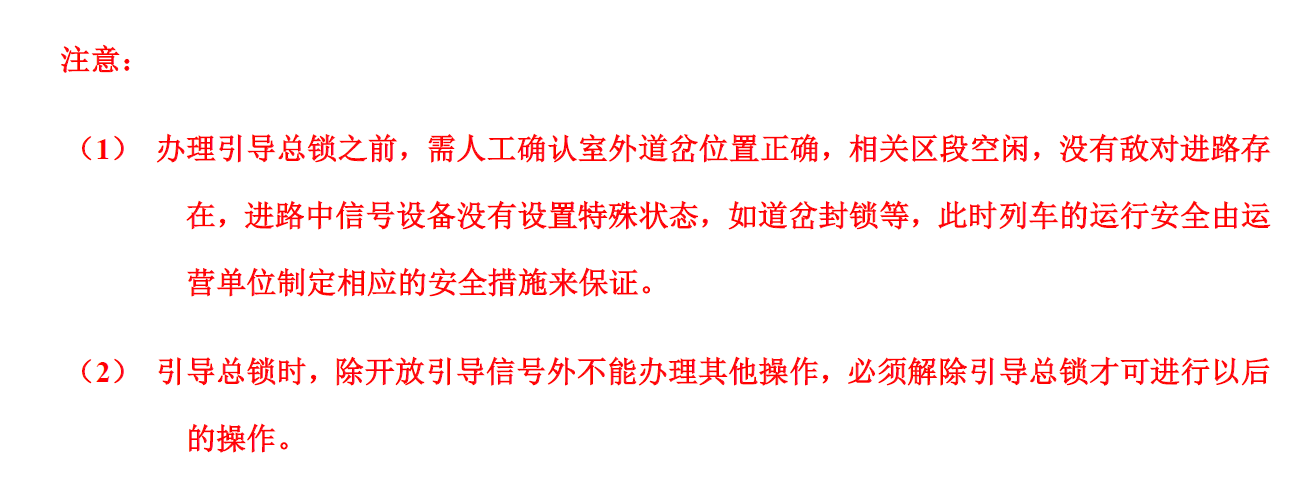 注意：
（1） 办理引导总锁之前，需人工确认室外道岔位置正确，相关区段空闲，没有敌对进路存
在，进路中信号设备没有设置特殊状态，如道岔封锁等，此时列车的运行安全由运
营单位制定相应的安全措施来保证。
（2） 引导总锁时，除开放引导信号外不能办理其他操作，必须解除引导总锁才可进行以后
的操作。